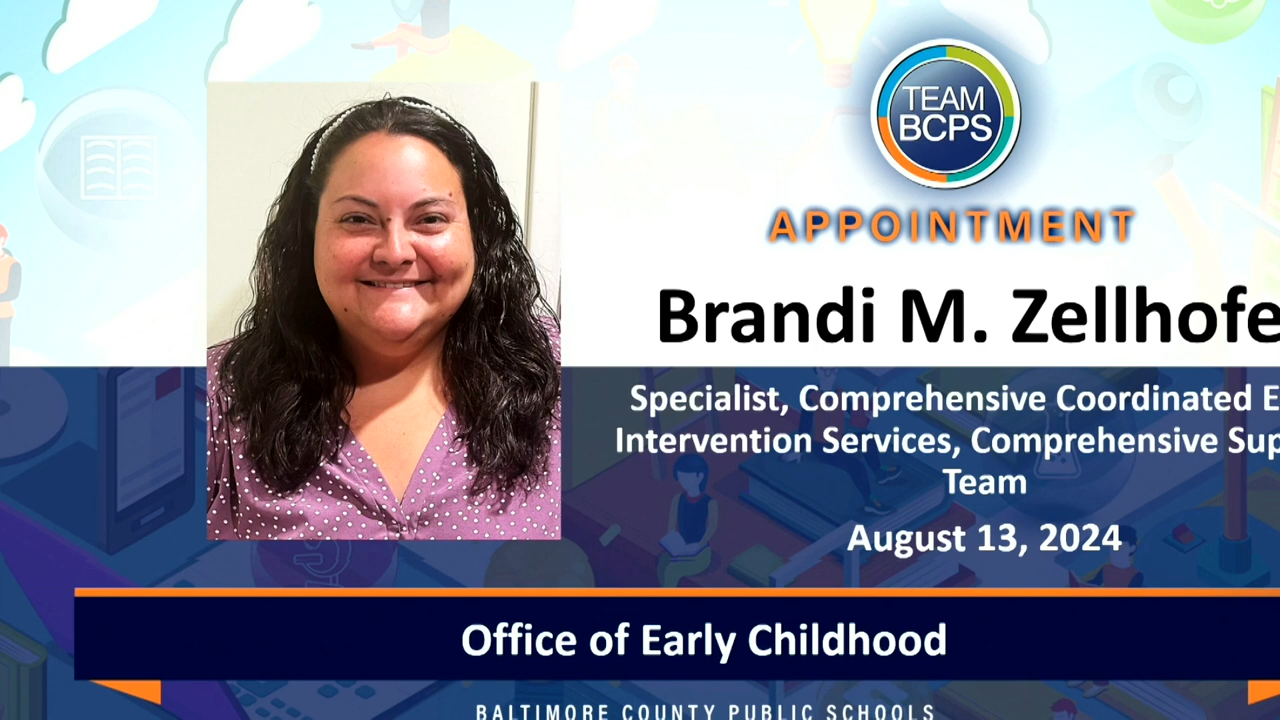 TEAM
BCPS
APPOINTMENT
Brandi M. Zellhofe
Specialist, Comprehensive Coordinated E
Intervention Services, Comprehensive Sup
Team
August 13, 2024
Office of Early Childhood
BALTIMORE COUNTY PUBLIC SCHOOLS